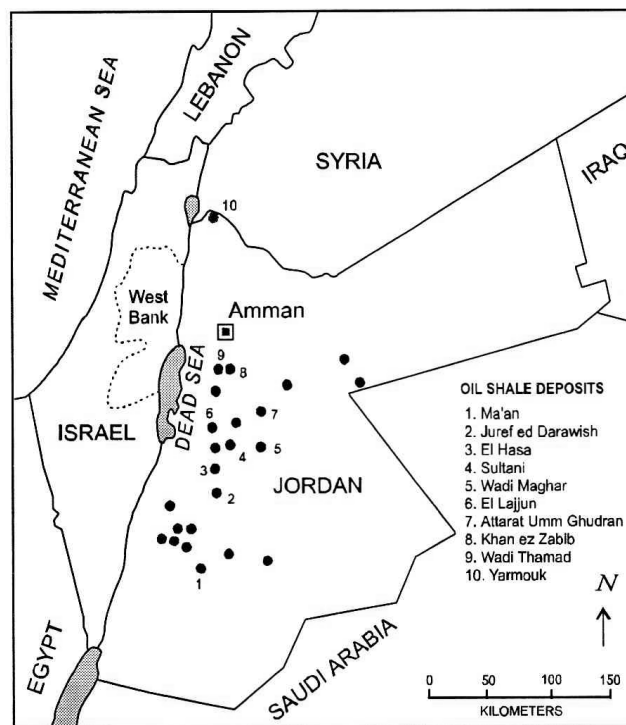 LEBANON
MEDITERRANEAN SEA
SYRIA
IRAQ
10
West
Bank
Amman
9
8
DEAD SEA
OIL SHALE DEPOSITS
1. Ma'an
2. Juref ed Darawish
3. El Hasa
4. Sultani
5. Wadi Maghar
6. El Lajjun
7. Attarat Umm Ghudran
8. Khan ez Zabib
9. Wadi Thamad
10. Yarmouk
6
7
ISRAEL
4
5
3
JORDAN
2
1
N
EGYPT
SAUDI ARABIA
0 50 100 150
KILOMETERS